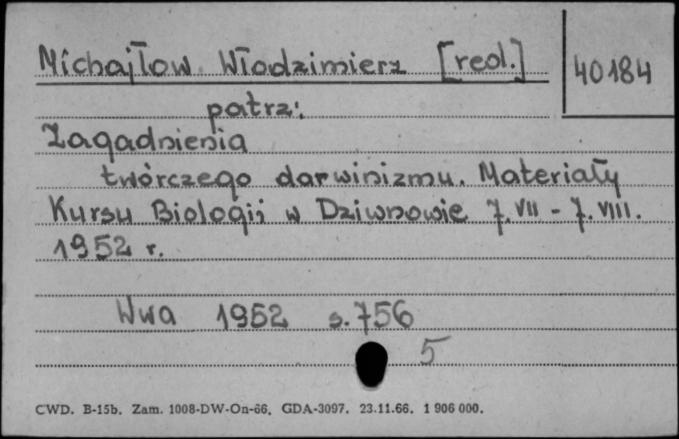 Michajłow Włodzimierz [red.]
40184
patrz:
Zagadnienia
twórczego darwinizmu. Materiały
Kursu Biologii w Dziwnowie 7.VII - 7.VIII.
1952 r.
Wwa 1952 s.756
5
CWD. B-15b. Zam. 1008-DW-On-66. GDA-3097. 23.11.66. 1 906 000.